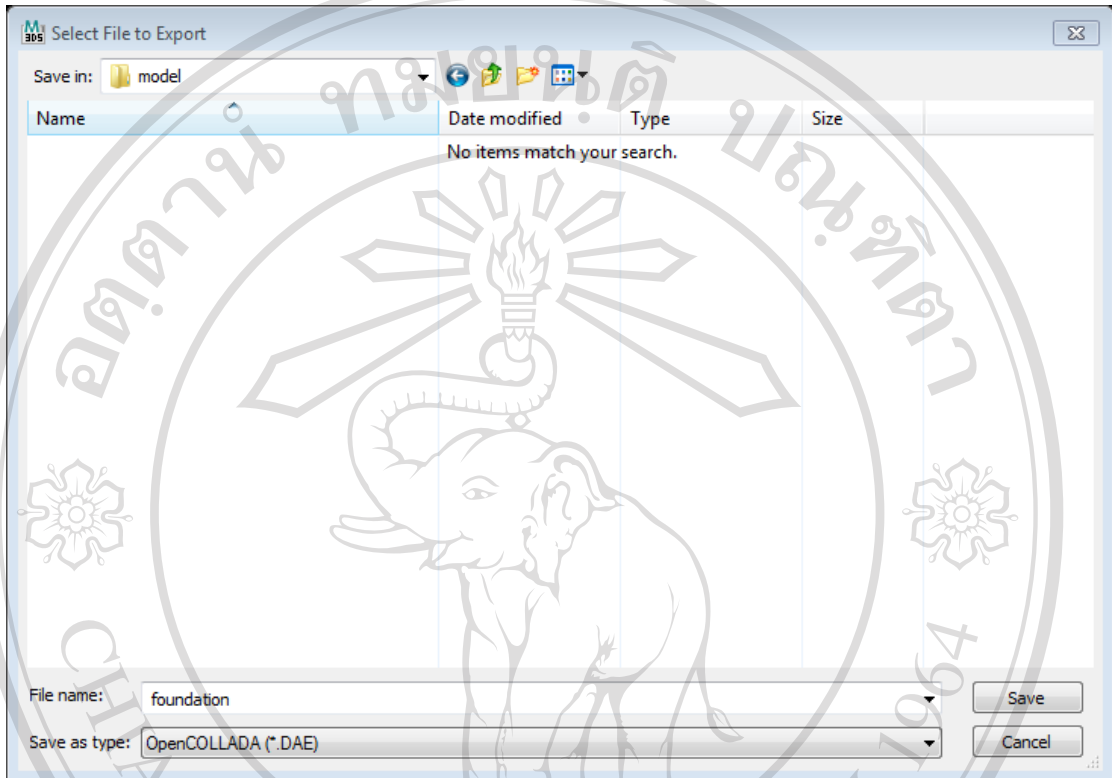 Select File to Export
Save in: model
Name Date modified Type Size
No items match your search.
File name: foundation Save
Save as type: OpenCOLLADA (*.DAE) Cancel
1964